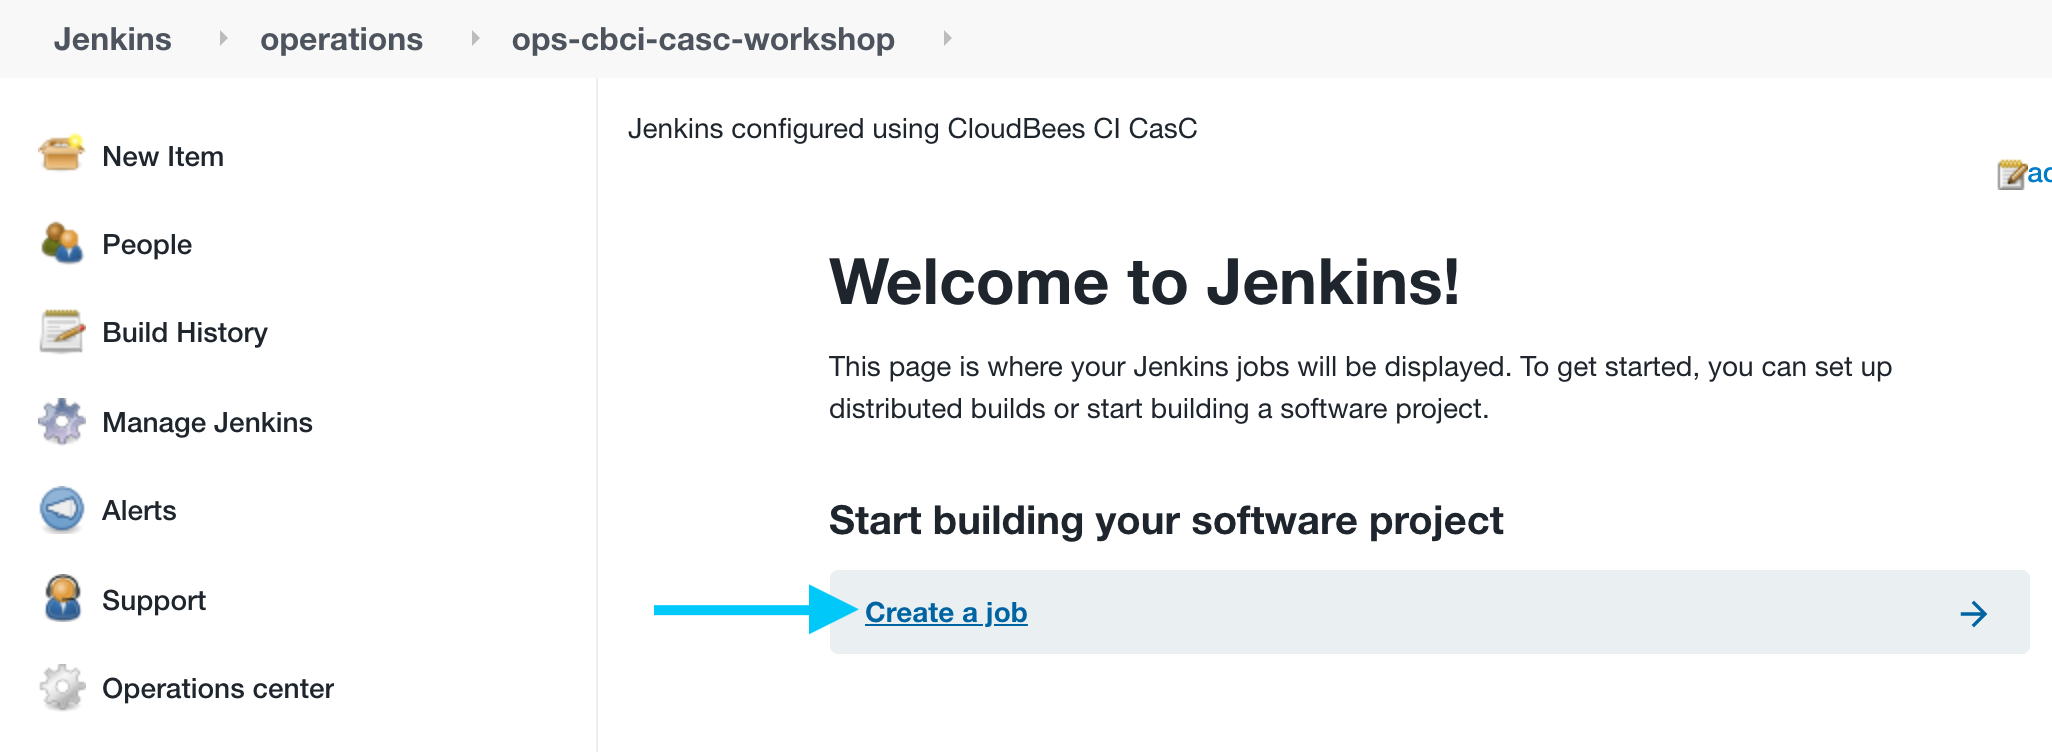 Jenkins operations ops-cbci-casc-workshop
New Item
People
Build History
Manage Jenkins
Alerts
Support
Operations center
Jenkins configured using CloudBees CI CasC
Welcome to Jenkins!
This page is where your Jenkins jobs will be displayed. To get started, you can set up
distributed builds or start building a software project.
Start building your software project
Create a job